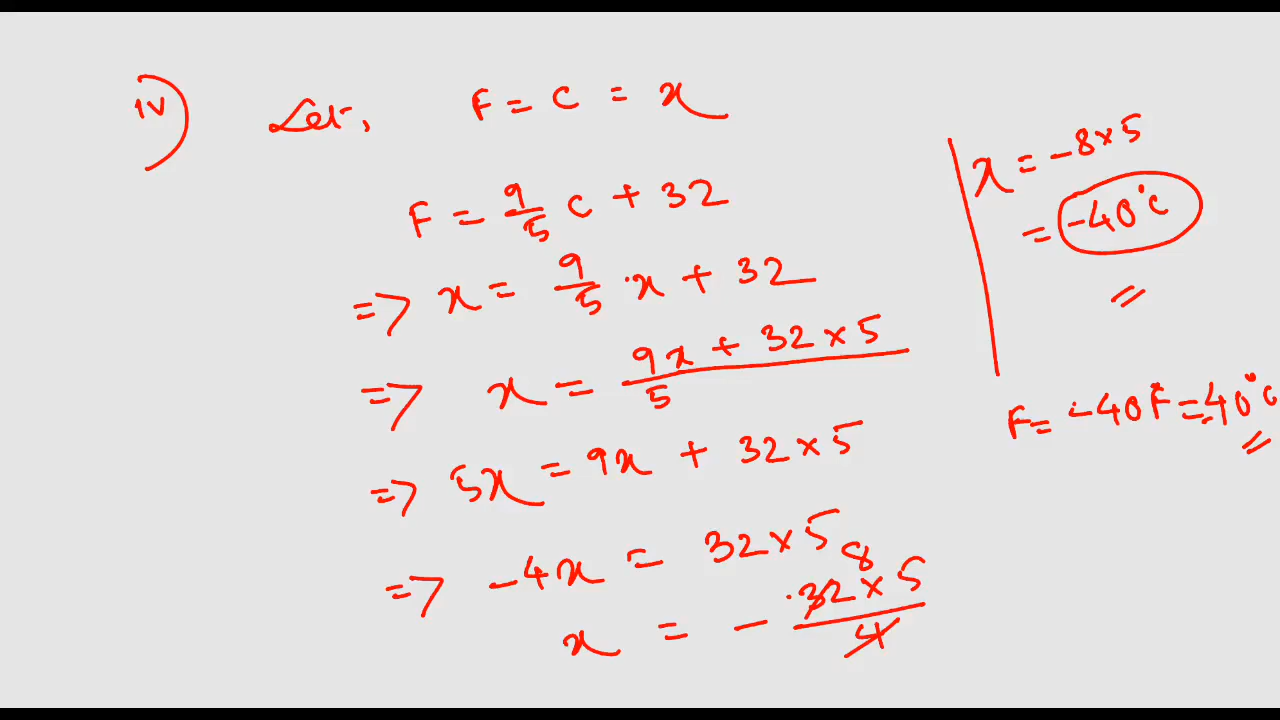 iv) Let, F = C = x
F = 9/5 C + 32
=> x = 9/5 · x + 32
=> x = 9x + 32 × 5 / 5
=> 5x = 9x + 32 × 5
=> -4x = 32 × 5
x = - 32 × 5 / 4
8
x = -8 × 5
= -40°C
F = -40°F = -40°C